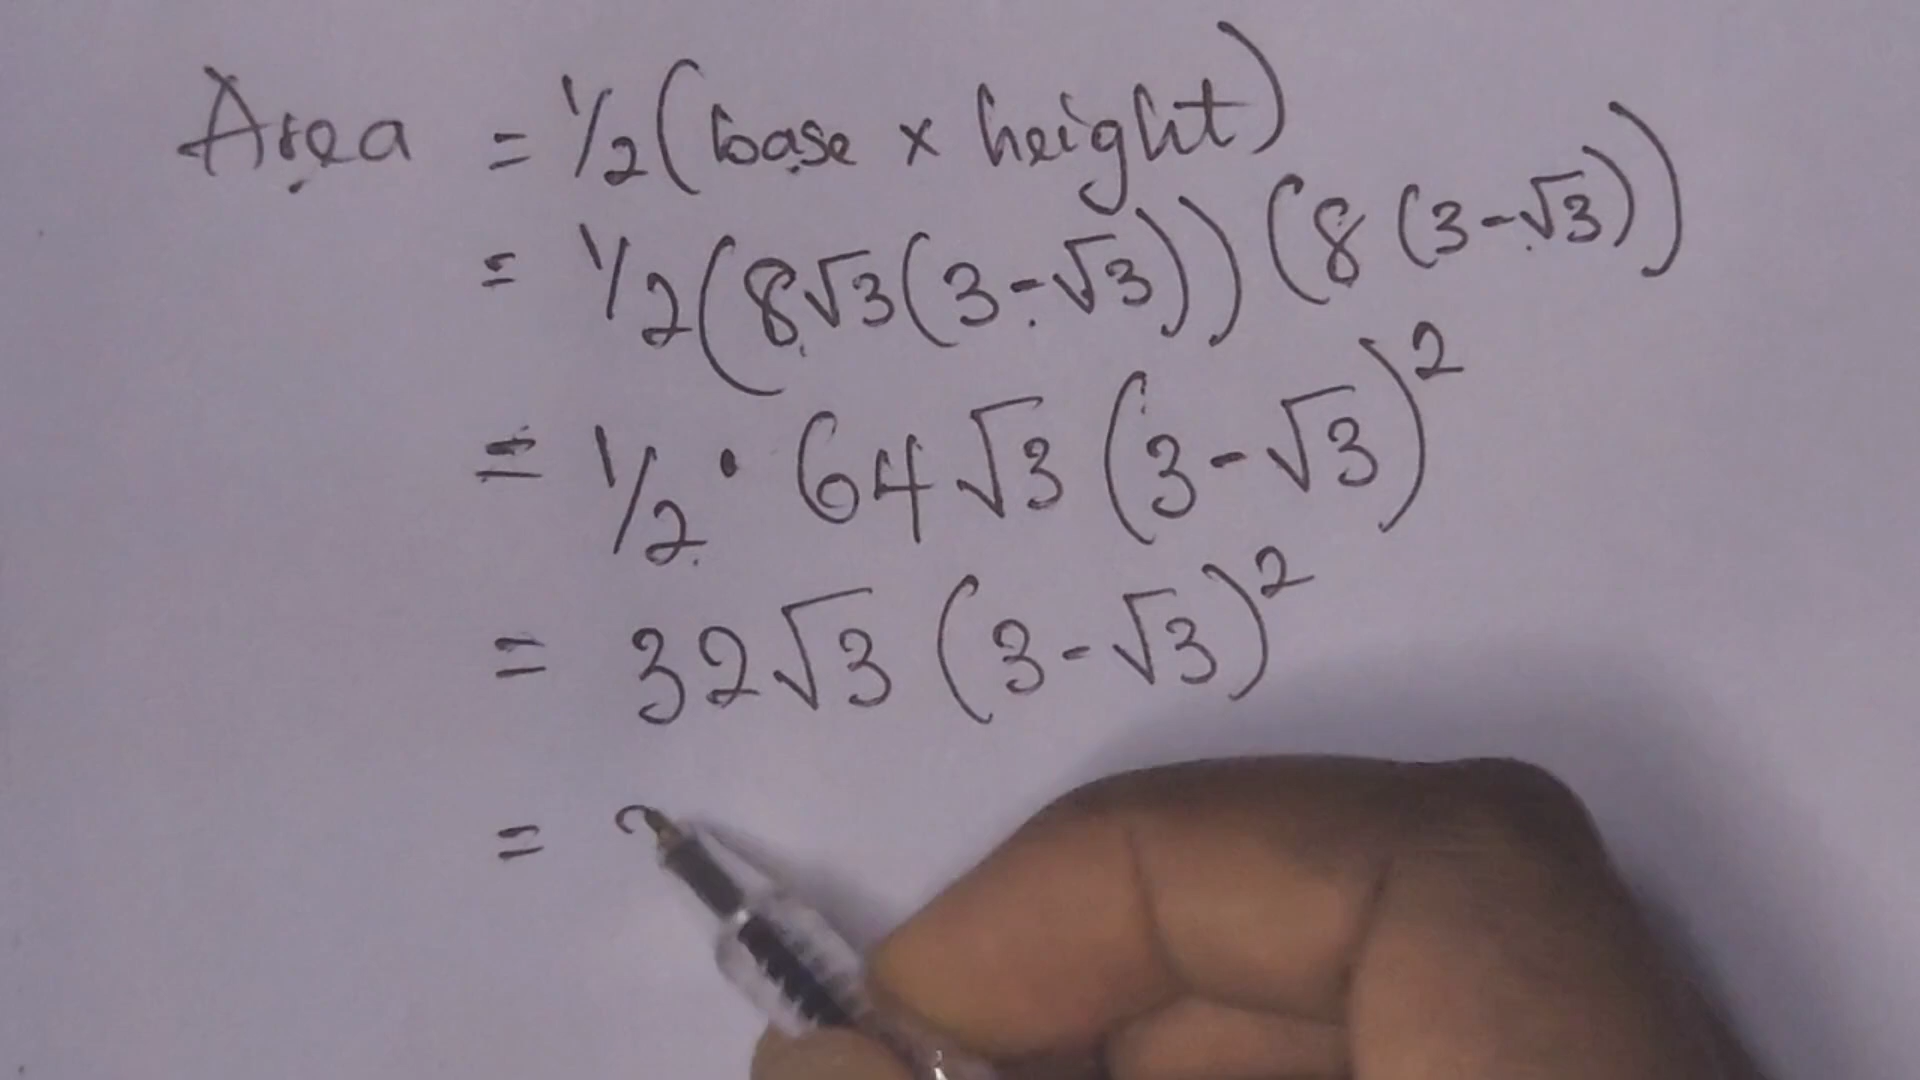 Area = 1/2(base × height)
= 1/2(8√3(3-√3))(8(3-√3))
= 1/2 · 64√3(3-√3)²
= 32√3(3-√3)²
=